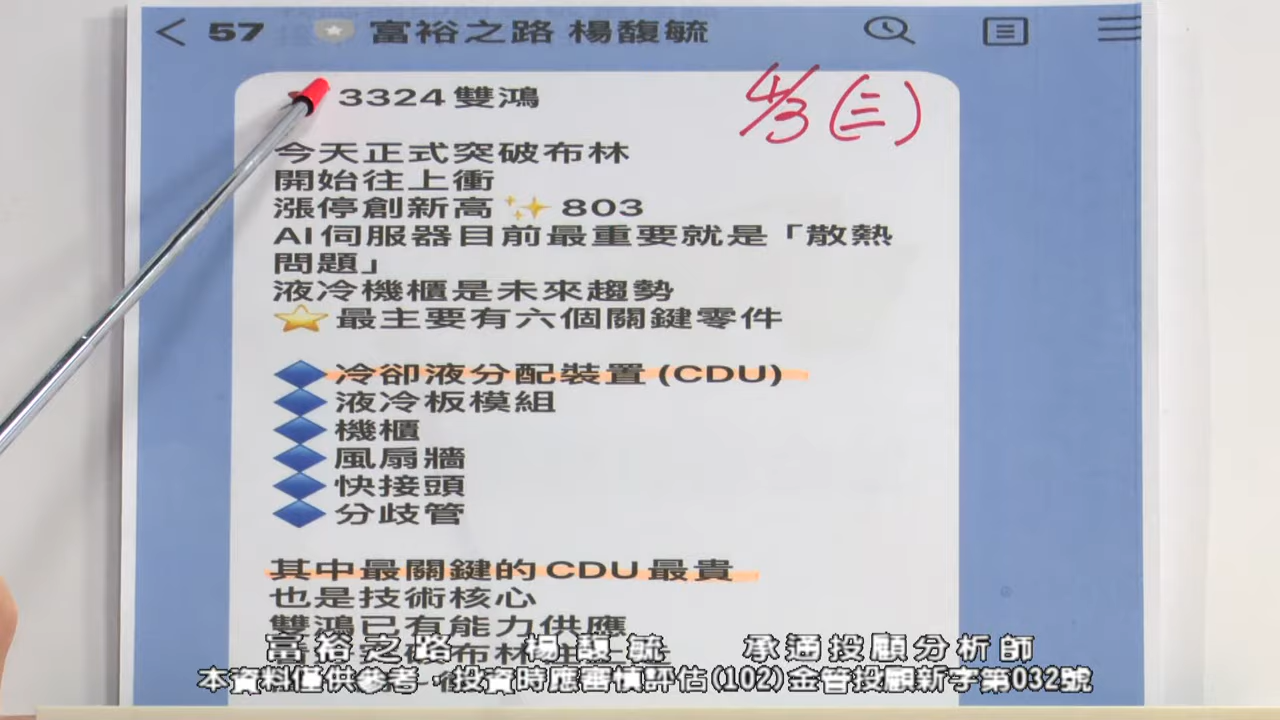 57 富裕之路 楊馥毓
3324雙鴻
4/3(三)
今天正式突破布林
開始往上衝
漲停創新高✨803
AI伺服器目前最重要就是「散熱
問題」
液冷機櫃是未來趨勢
⭐最主要有六個關鍵零件
冷卻液分配裝置(CDU)
液冷板模組
機櫃
風扇牆
快接頭
分歧管
其中最關鍵的CDU最貴
也是技術核心
雙鴻已有能力供應
突破布林
富裕之路 楊馥毓 承通投顧分析師
本資料僅供參考，投資時應審慎評估(102)金管投顧新字第032號